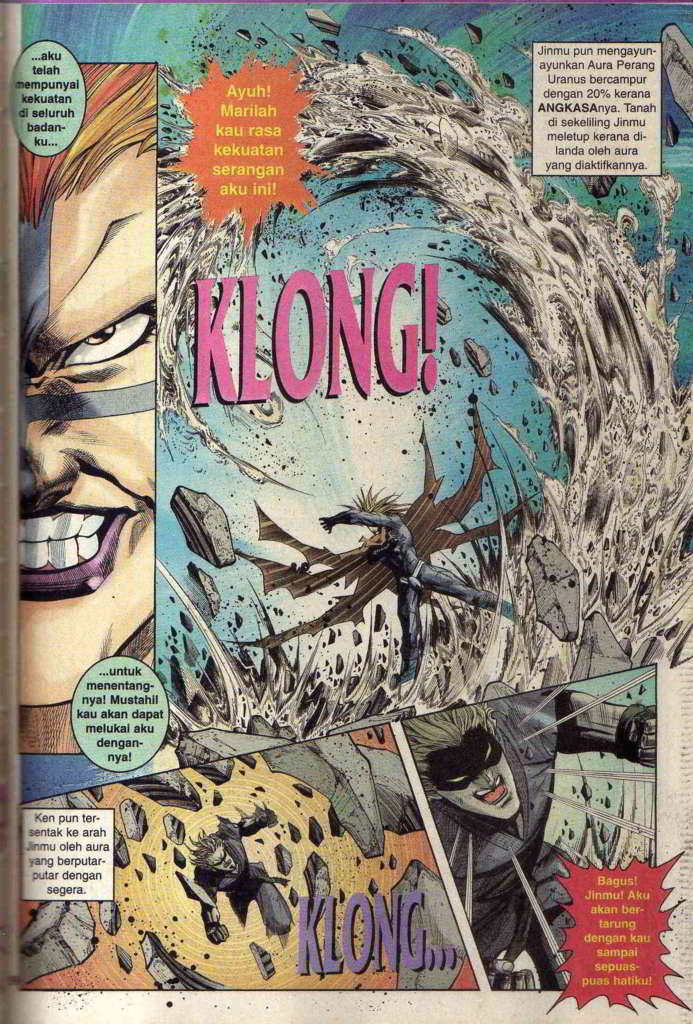 ...aku
telah
mempunyai
kekuatan
di seluruh
badan-
ku...
Ayuh!
Marilah
kau rasa
kekuatan
serangan
aku ini!
Jinmu pun mengayun-
ayunkan Aura Perang
Uranus bercampur
dengan 20% kerana
ANGKASAnya. Tanah
di sekeliling Jinmu
meletup kerana di-
landa oleh aura
yang diaktifkannya.
KLONG!
...untuk
menentang-
nya! Mustahil
kau akan dapat
melukai aku
dengan-
nya!
Ken pun ter-
sentak ke arah
Jinmu oleh aura
yang berputar-
putar dengan
segera.
KLONG...
Bagus!
Jinmu! Aku
akan ber-
tarung
dengan kau
sampai
sepuas-
puas hatiku!